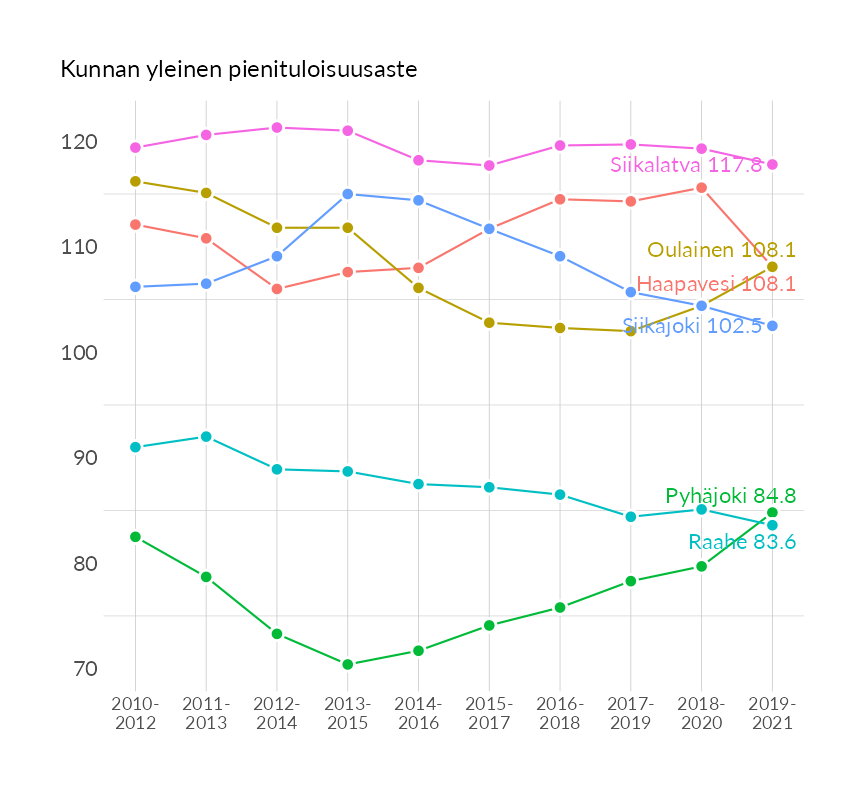 Kunnan yleinen pienituloisuusaste
120
Siikalatva 117.8
Oulainen 108.1
110
Haapavesi 108.1
Siikajoki 102.5
100
90
Pyhäjoki 84.8
Raahe 83.6
80
70
2010- 2011- 2012- 2013- 2014- 2015- 2016- 2017- 2018- 2019-
2012 2013 2014 2015 2016 2017 2018 2019 2020 2021